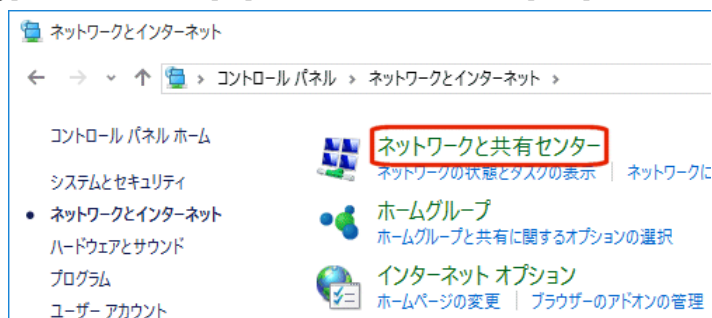 ネットワークとインターネット
コントロール パネル › ネットワークとインターネット ›
コントロール パネル ホーム
システムとセキュリティ
ネットワークとインターネット
ハードウェアとサウンド
プログラム
ユーザー アカウント
ネットワークと共有センター
ネットワークの状態とタスクの表示 | ネットワークに
ホームグループ
ホームグループと共有に関するオプションの選択
インターネット オプション
ホームページの変更 | ブラウザーのアドオンの管理